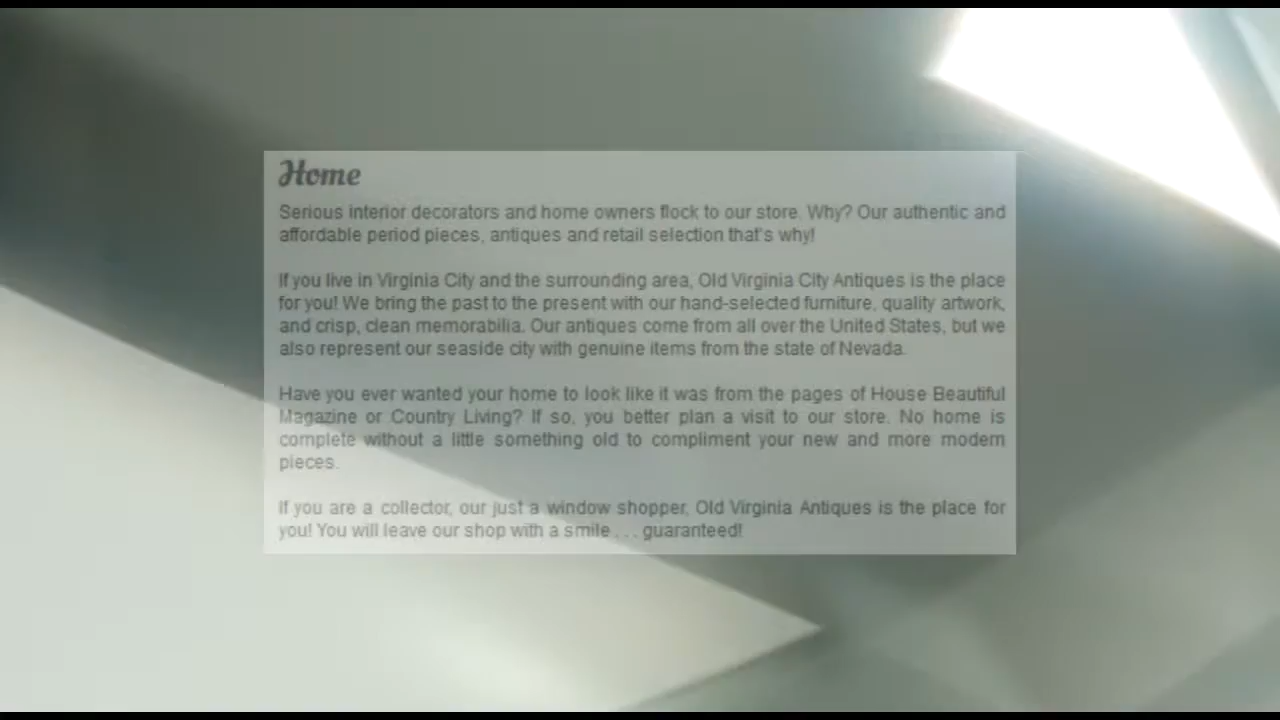 Home
Serious interior decorators and home owners flock to our store. Why? Our authentic and
affordable period pieces, antiques and retail selection that's why!
If you live in Virginia City and the surrounding area, Old Virginia City Antiques is the place
for you! We bring the past to the present with our hand-selected furniture, quality artwork,
and crisp, clean memorabilia. Our antiques come from all over the United States, but we
also represent our seaside city with genuine items from the state of Nevada.
Have you ever wanted your home to look like it was from the pages of House Beautiful
Magazine or Country Living? If so, you better plan a visit to our store. No home is
complete without a little something old to compliment your new and more modern
pieces.
If you are a collector, our just a window shopper, Old Virginia Antiques is the place for
you! You will leave our shop with a smile . . . guaranteed!